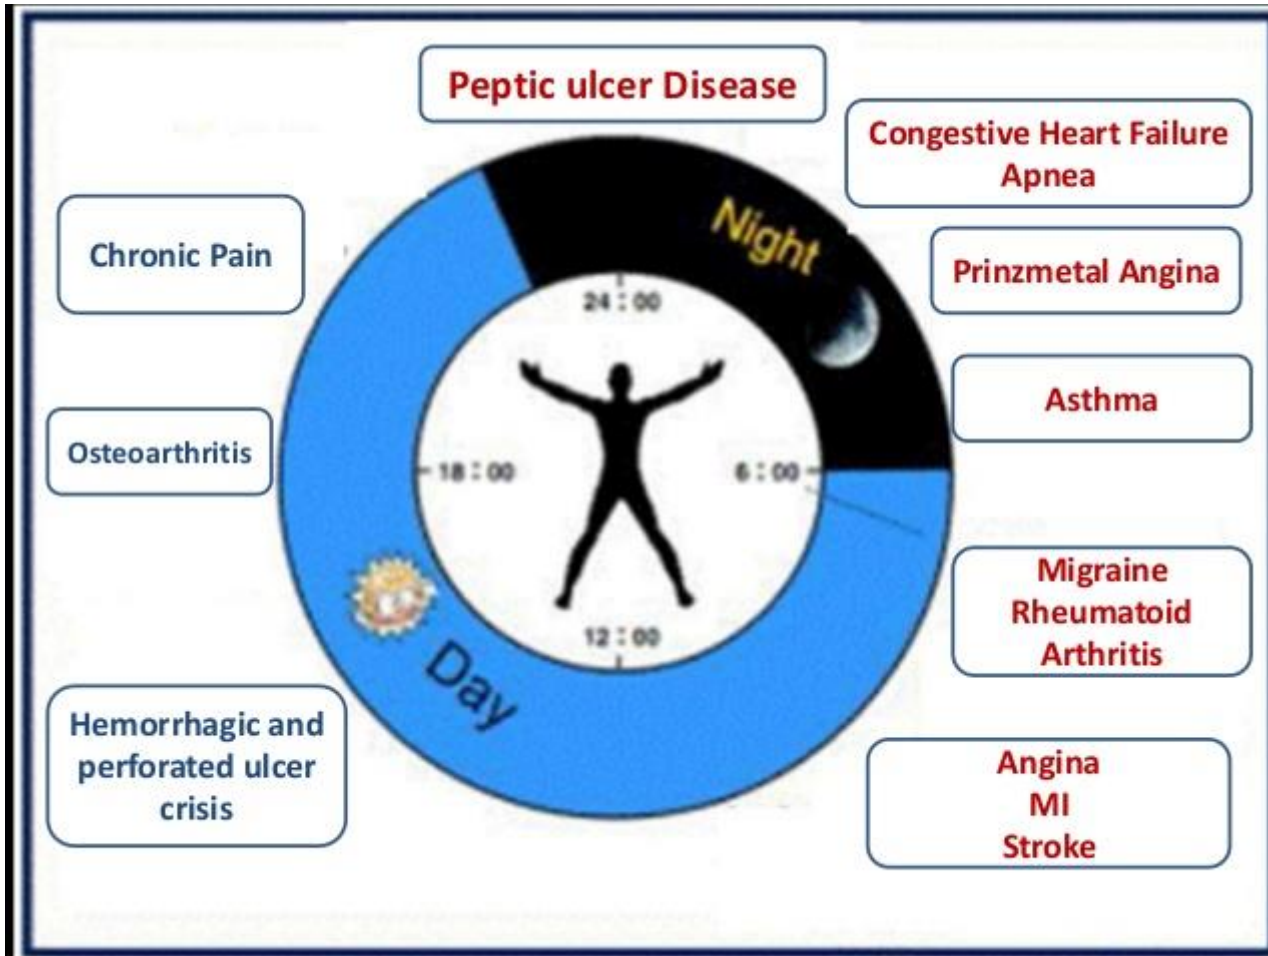 Peptic ulcer Disease
Congestive Heart Failure
Apnea
Chronic Pain
Night
Prinzmetal Angina
24:00
Asthma
Osteoarthritis
18:00
6:00
Migraine
Rheumatoid
Arthritis
12:00
Day
Hemorrhagic and
perforated ulcer
crisis
Angina
MI
Stroke